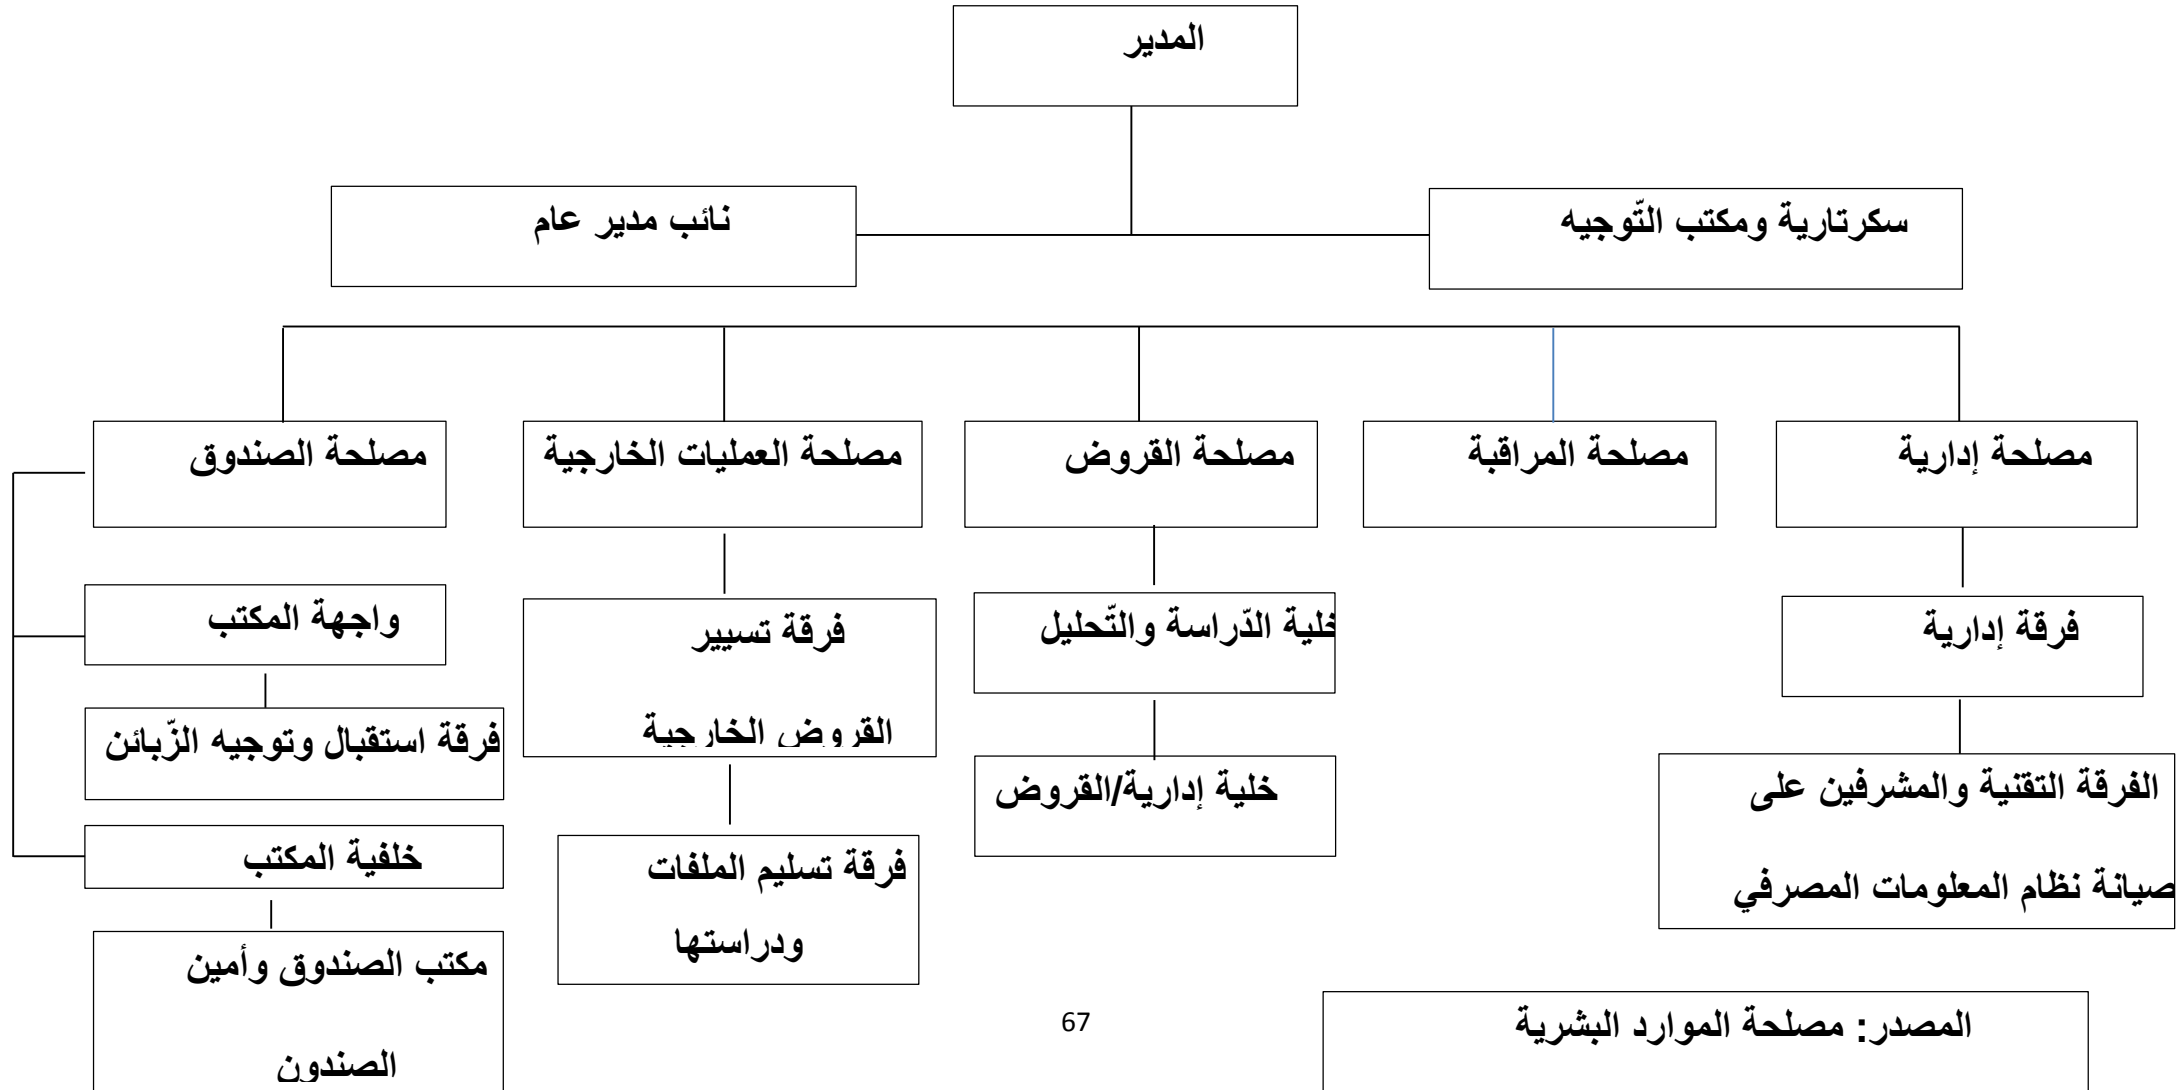 المدير
سكرتارية ومكتب التّوجيه
نائب مدير عام
مصلحة إدارية
مصلحة المراقبة
مصلحة القروض
مصلحة العمليات الخارجية
مصلحة الصندوق
فرقة إدارية
خلية الدّراسة والتّحليل
فرقة تسيير
القروض الخارجية
واجهة المكتب
فرقة استقبال وتوجيه الزّبائن
الفرقة التقنية والمشرفين على
صيانة نظام المعلومات المصرفي
خلية إدارية/القروض
فرقة تسليم الملفات
ودراستها
خلفية المكتب
مكتب الصندوق وأمين
الصندون
المصدر: مصلحة الموارد البشرية
67